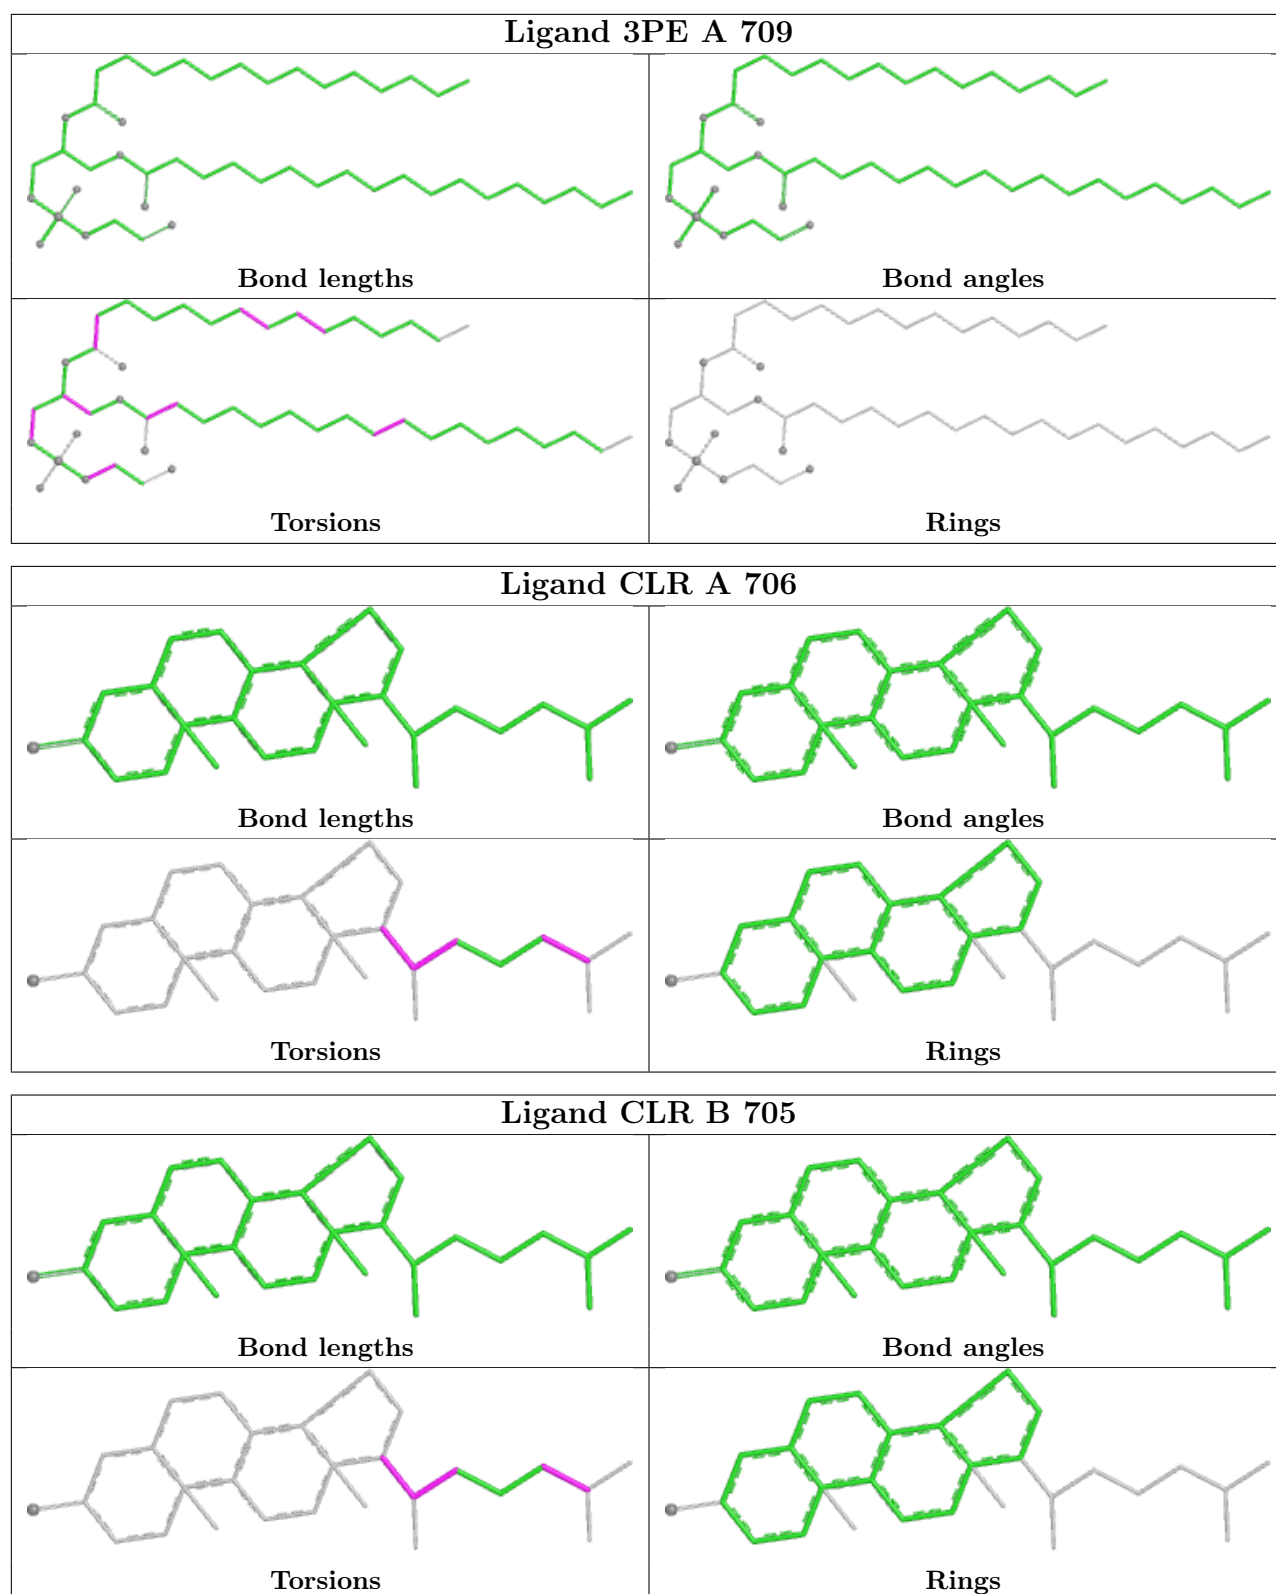 Ligand 3PE A 709
Bond lengths
Bond angles
Torsions
Rings
Ligand CLR A 706
Bond lengths
Bond angles
Torsions
Rings
Ligand CLR B 705
Bond lengths
Bond angles
Torsions
Rings